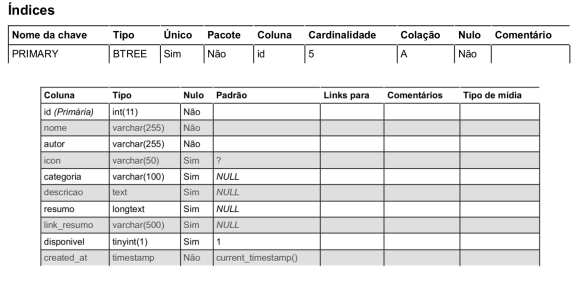 Índices
Nome da chave Tipo Único Pacote Coluna Cardinalidade Colação Nulo Comentário
PRIMARY BTREE Sim Não id 5 A Não
Coluna Tipo Nulo Padrão Links para Comentários Tipo de mídia
id (Primária) int(11) Não
nome varchar(255) Não
autor varchar(255) Não
icon varchar(50) Sim ?
categoria varchar(100) Sim NULL
descricao text Sim NULL
resumo longtext Sim NULL
link_resumo varchar(500) Sim NULL
disponivel tinyint(1) Sim 1
created_at timestamp Não current_timestamp()